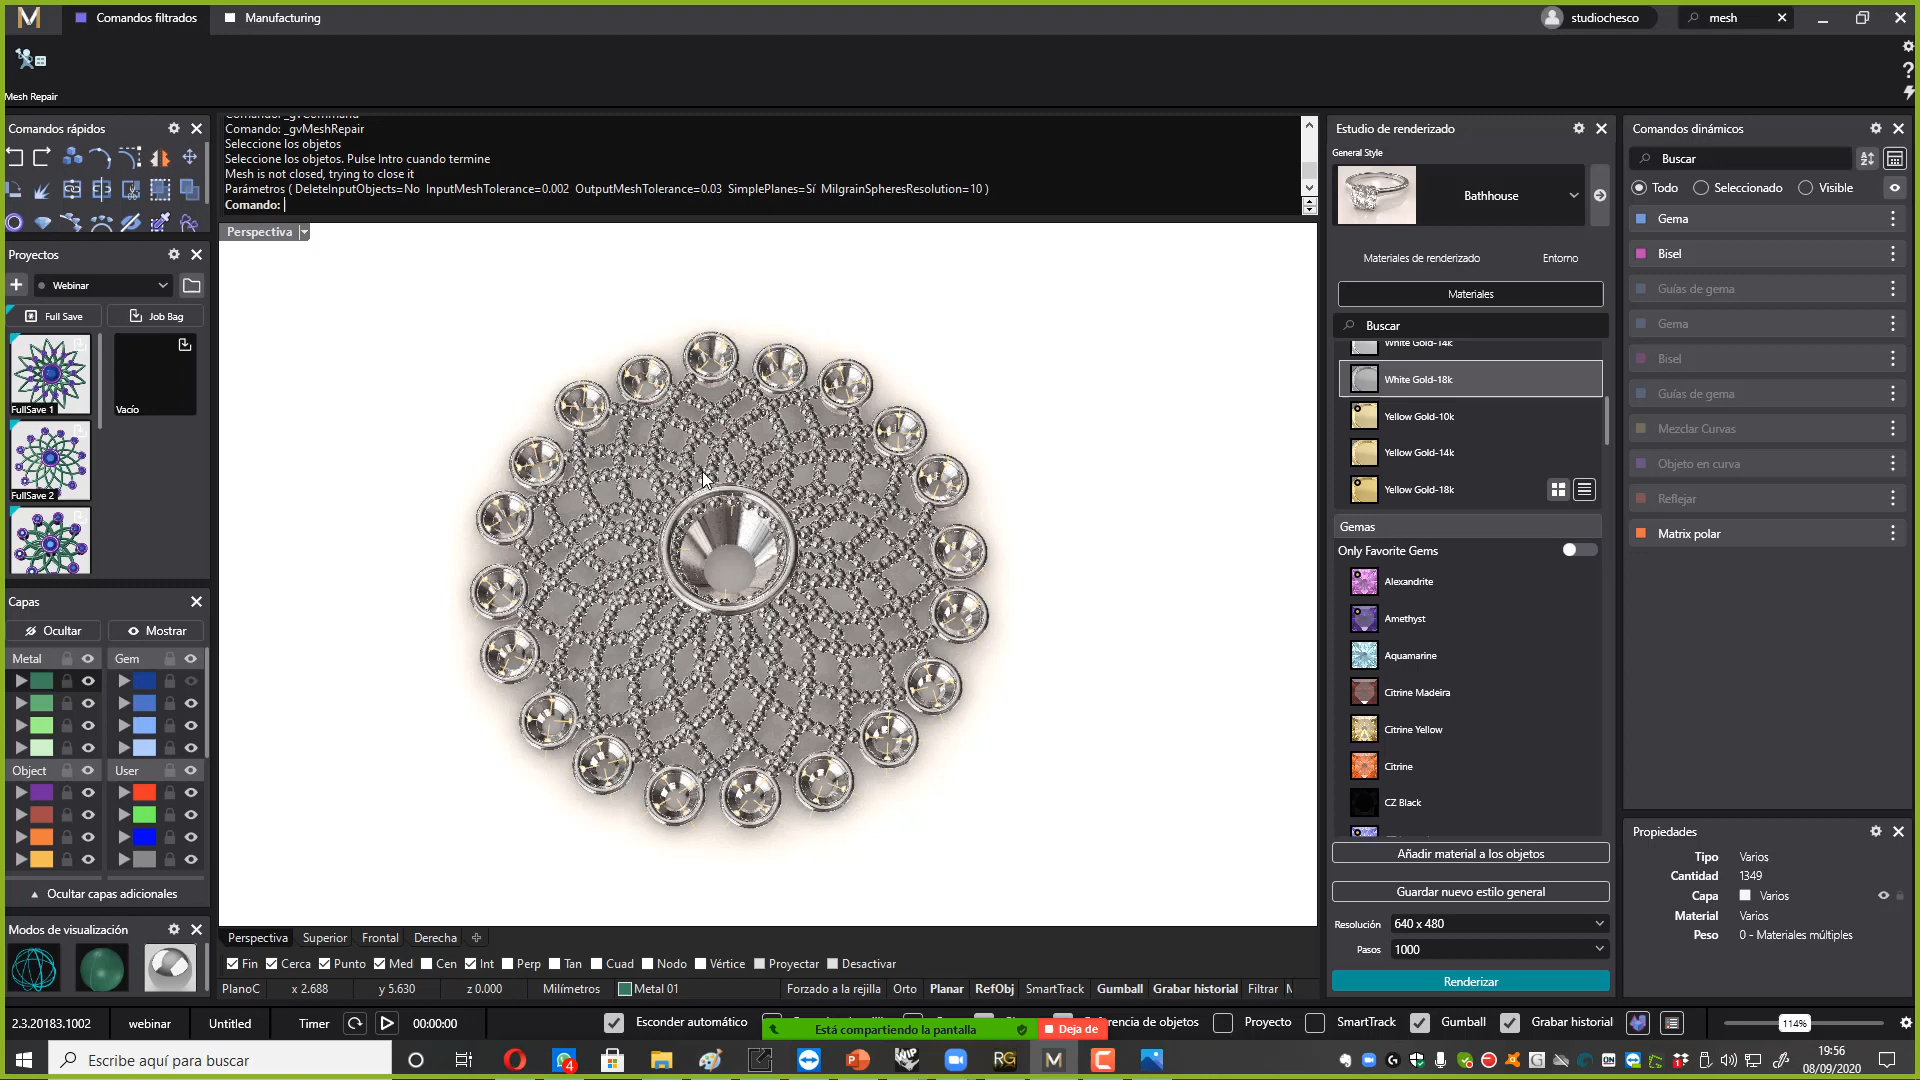 Comandos filtrados
Manufacturing
studiochesco
mesh
Mesh Repair
Comandos rápidos
Comando: _gvCommand
Comando: _gvMeshRepair
Seleccione los objetos
Seleccione los objetos. Pulse Intro cuando termine
Mesh is not closed, trying to close it
Parámetros ( DeleteInputObjects=No InputMeshTolerance=0.002 OutputMeshTolerance=0.03 SimplePlanes=Sí MilgrainSpheresResolution=10 )
Comando:
Perspectiva
Proyectos
Webinar
Full Save
Job Bag
FullSave 1
Vacío
FullSave 2
Capas
Ocultar
Mostrar
Metal
Gem
Object
User
Ocultar capas adicionales
Modos de visualización
Estudio de renderizado
General Style
Bathhouse
Materiales de renderizado
Entorno
Materiales
Buscar
White Gold-14k
White Gold-18k
Yellow Gold-10k
Yellow Gold-14k
Yellow Gold-18k
Gemas
Only Favorite Gems
Alexandrite
Amethyst
Aquamarine
Citrine Madeira
Citrine Yellow
Citrine
CZ Black
Añadir material a los objetos
Guardar nuevo estilo general
Resolución
640 x 480
Pasos
1000
Renderizar
Comandos dinámicos
Buscar
Todo
Seleccionado
Visible
Gema
Bisel
Guías de gema
Gema
Bisel
Guías de gema
Mezclar Curvas
Objeto en curva
Reflejar
Matrix polar
Propiedades
Tipo Varios
Cantidad 1349
Capa Varios
Material Varios
Peso 0 - Materiales múltiples
Perspectiva Superior Frontal Derecha
Fin Cerca Punto Med Cen Int Perp Tan Cuad Nodo Vértice Proyectar Desactivar
PlanoC x 2.688 y 5.630 z 0.000 Milímetros Metal 01 Forzado a la rejilla Orto Planar RefObj SmartTrack Gumball Grabar historial Filtrar
2.3.20183.1002 webinar Untitled Timer 00:00:00 Esconder automático
Está compartiendo la pantalla
Deja de
Referencia de objetos Proyecto SmartTrack Gumball Grabar historial 114%
Escribe aquí para buscar
4
RG
ON
19:56
08/09/2020